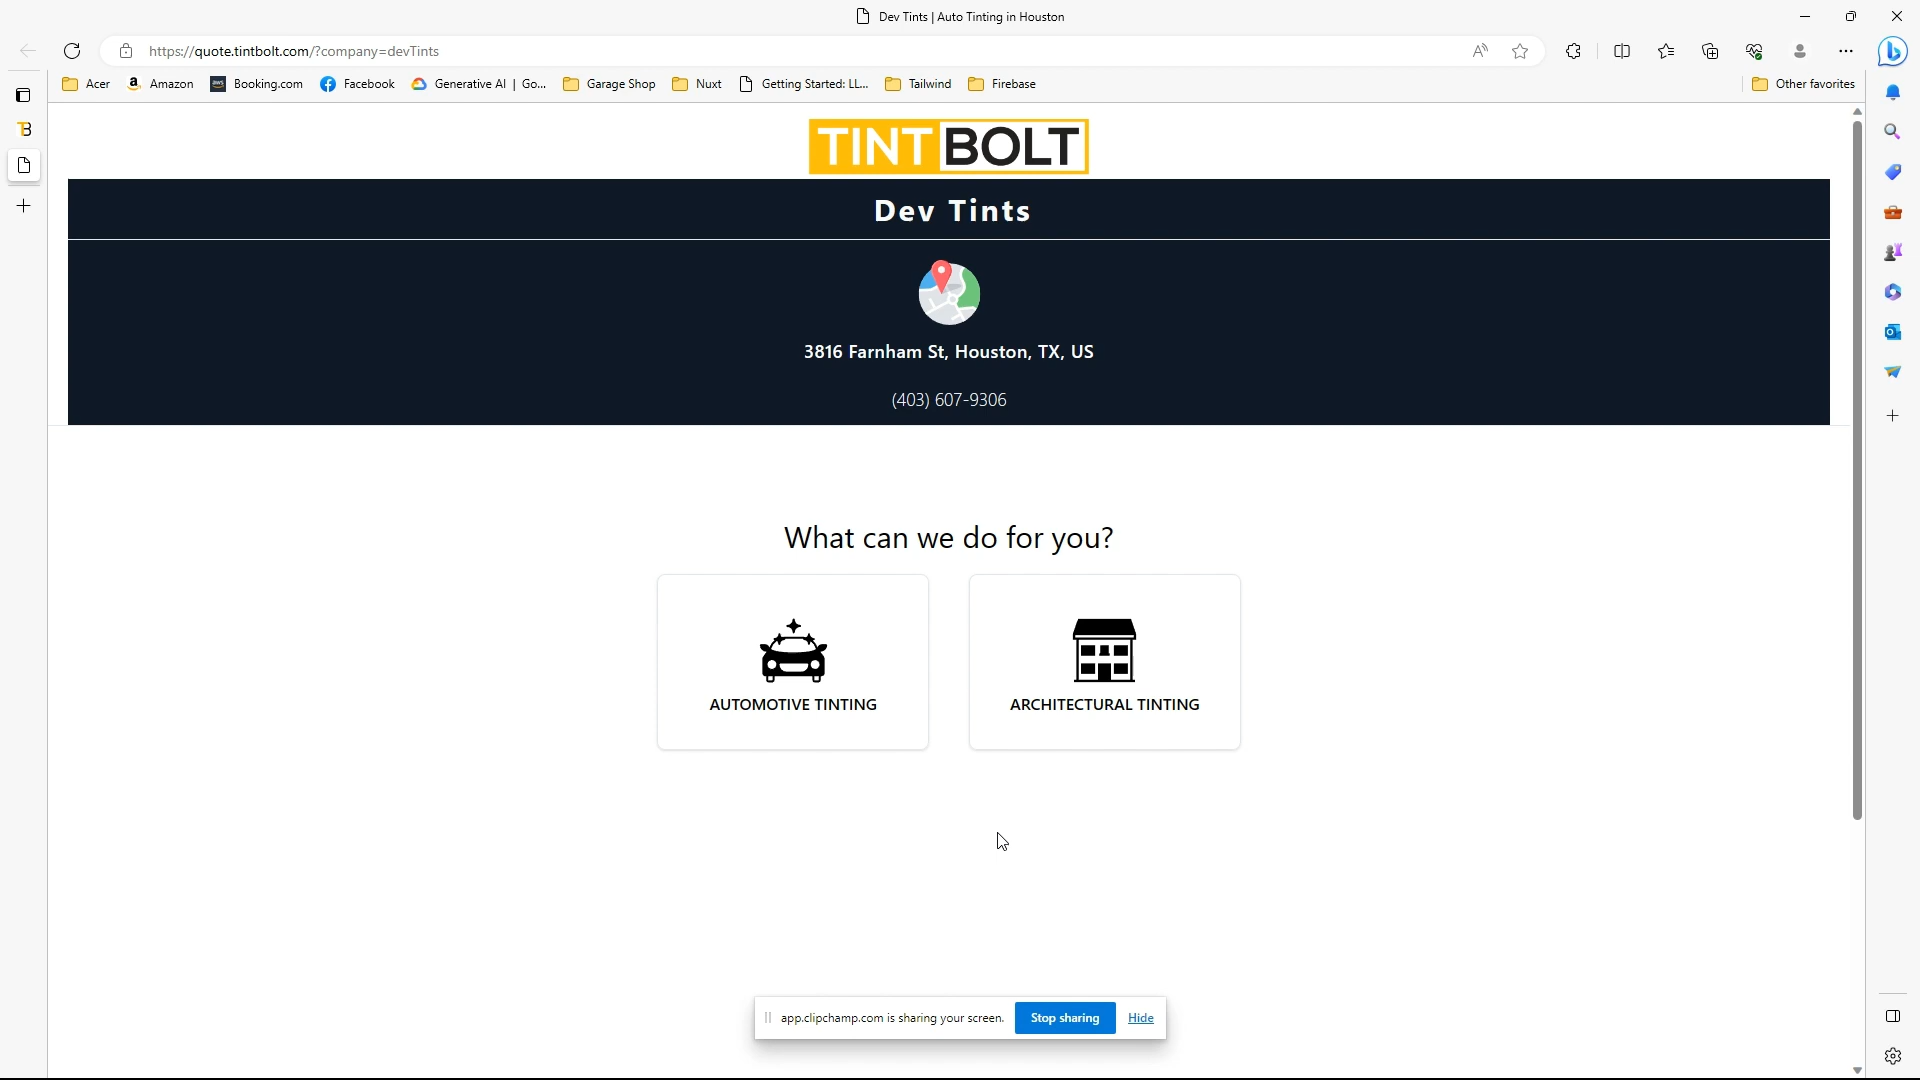 Dev Tints | Auto Tinting in Houston
https://quote.tintbolt.com/?company=devTints
Acer
Amazon
Booking.com
Facebook
Generative AI | Go...
Garage Shop
Nuxt
Getting Started: LL...
Tailwind
Firebase
Other favorites
TINT BOLT
Dev Tints
3816 Farnham St, Houston, TX, US
(403) 607-9306
What can we do for you?
AUTOMOTIVE TINTING
ARCHITECTURAL TINTING
app.clipchamp.com is sharing your screen.
Stop sharing
Hide